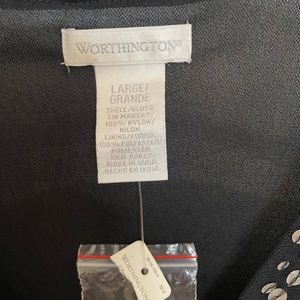 WORTHINGTON®
LARGE/
GRANDE
SHELL/BLUSA
SIN MANGAS:
100% NYLON/
NILON
LINING/FORRO:
100% POLYESTER/
POLIESTER
MADE IN INDIA
HECHO EN INDIA
WORTHINGTON